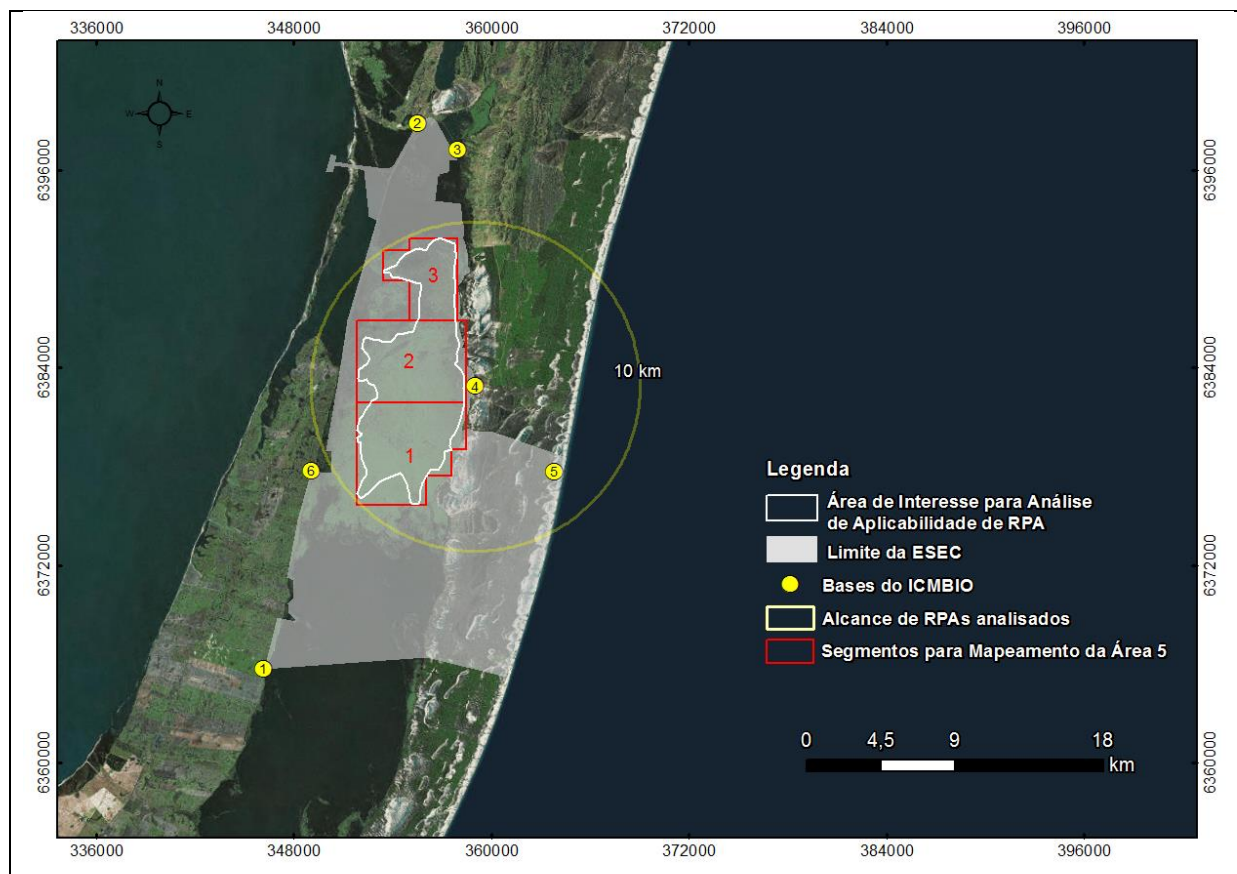 336000 348000 360000 372000 384000 396000
N
W E
S
2
3
6396000 6396000
3
2
10 km
6384000 6384000
4
1
6
5
Legenda
Área de Interesse para Análise
de Aplicabilidade de RPA
Limite da ESEC
6372000 6372000
Bases do ICMBIO
Alcance de RPAs analisados
Segmentos para Mapeamento da Área 5
1
0 4,5 9 18
km
6360000 6360000
336000 348000 360000 372000 384000 396000